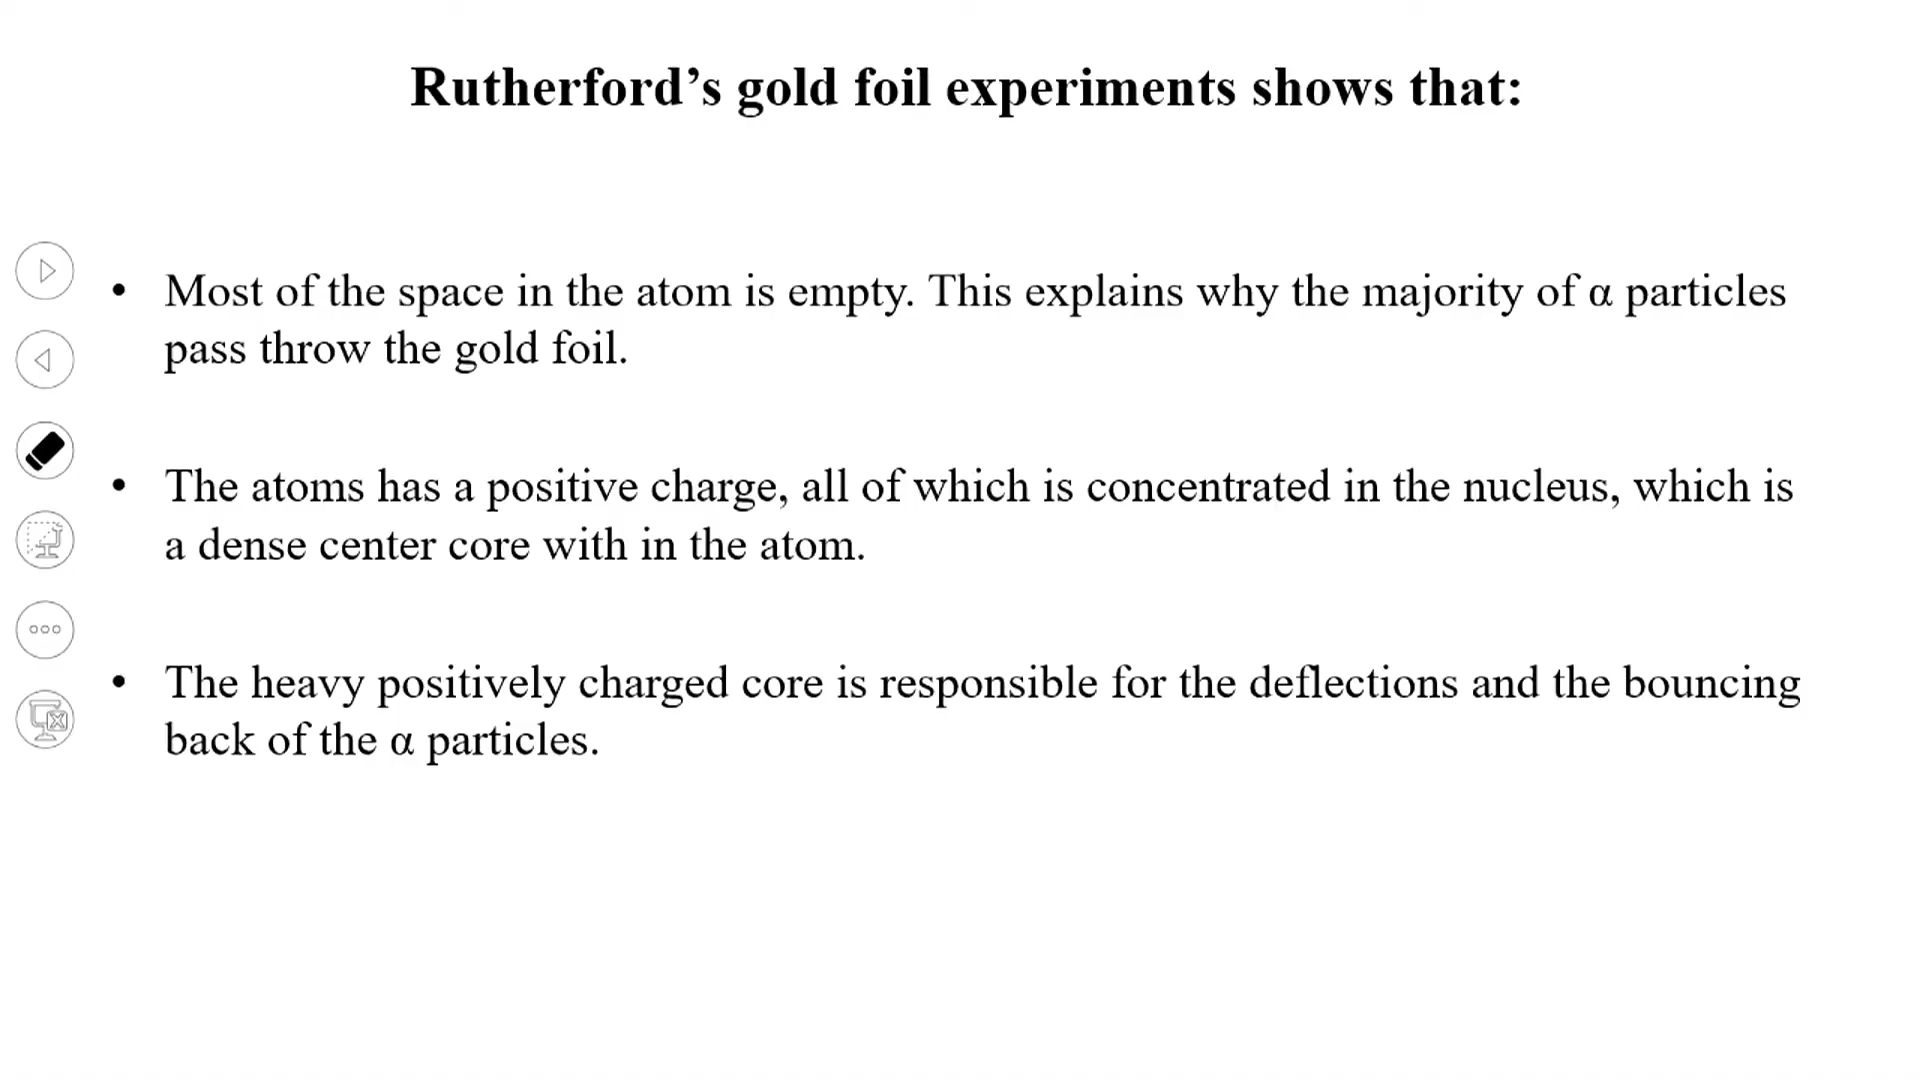 Rutherford’s gold foil experiments shows that:
• Most of the space in the atom is empty. This explains why the majority of α particles
pass throw the gold foil.
• The atoms has a positive charge, all of which is concentrated in the nucleus, which is
a dense center core with in the atom.
• The heavy positively charged core is responsible for the deflections and the bouncing
back of the α particles.